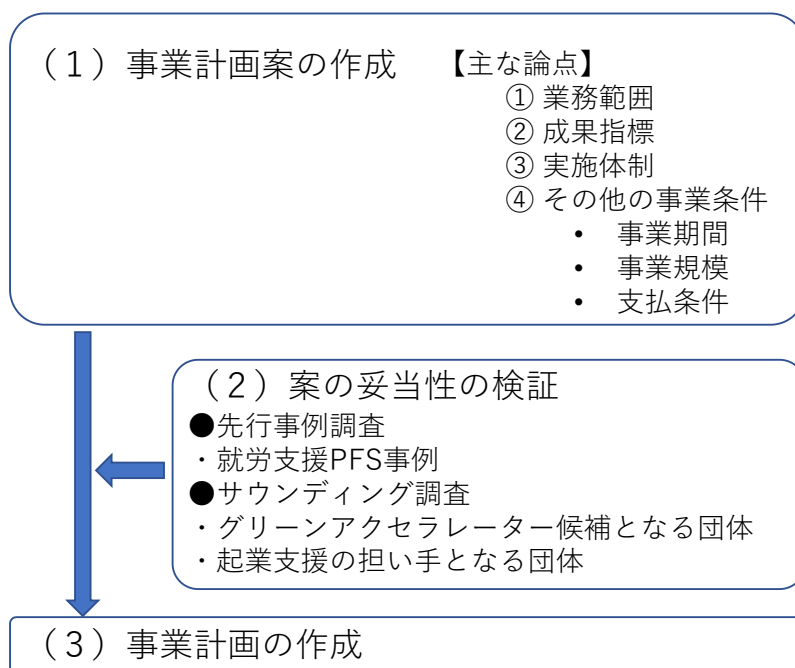 （１）事業計画案の作成　【主な論点】
① 業務範囲
② 成果指標
③ 実施体制
④ その他の事業条件
• 事業期間
• 事業規模
• 支払条件
（２）案の妥当性の検証
●先行事例調査
・就労支援PFS事例
●サウンディング調査
・グリーンアクセラレーター候補となる団体
・起業支援の担い手となる団体
（３）事業計画の作成